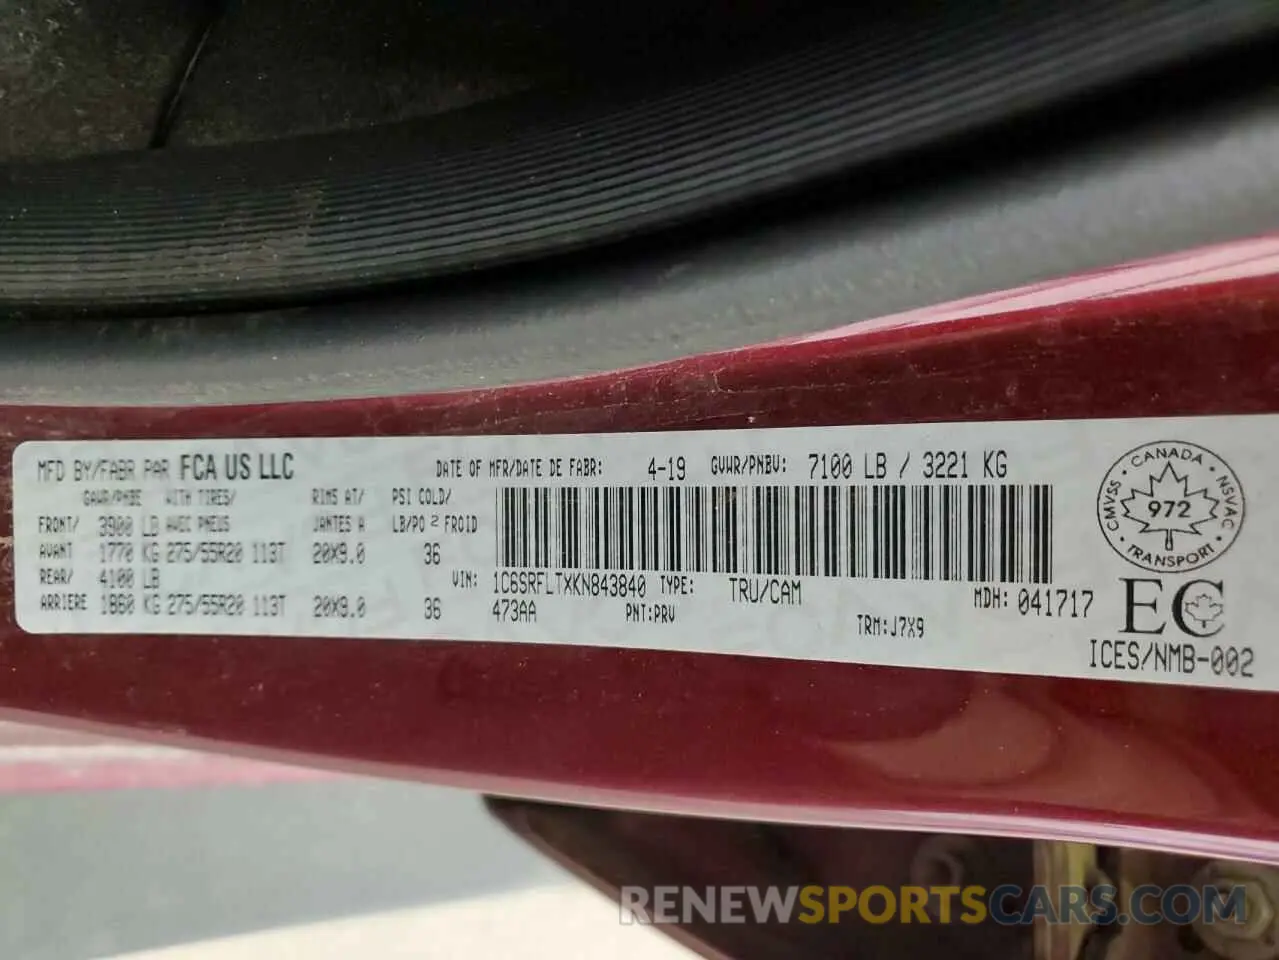 MFD BY/FABR PAR FCA US LLC
DATE OF MFR/DATE DE FABR: 4-19 GVWR/PNBV: 7100 LB / 3221 KG
GAWR/PNBE WITH TIRES/ RIMS AT/ PSI COLD/
FRONT/ 3900 LB AVEC PNEUS JANTES A LB/PO 2 FROID
AVANT 1770 KG 275/55R20 113T 20X9.0 36
REAR/ 4100 LB
ARRIERE 1860 KG 275/55R20 113T 20X9.0 36
VIN: 1C6SRFLTXKN843840 TYPE: TRU/CAM MDH: 041717
473AA PNT:PRV TRM:J7X9
CANADA
CMVSS 972 NSVAC
TRANSPORT
EC
ICES/NMB-002
RENEWSPORTSCARS.COM